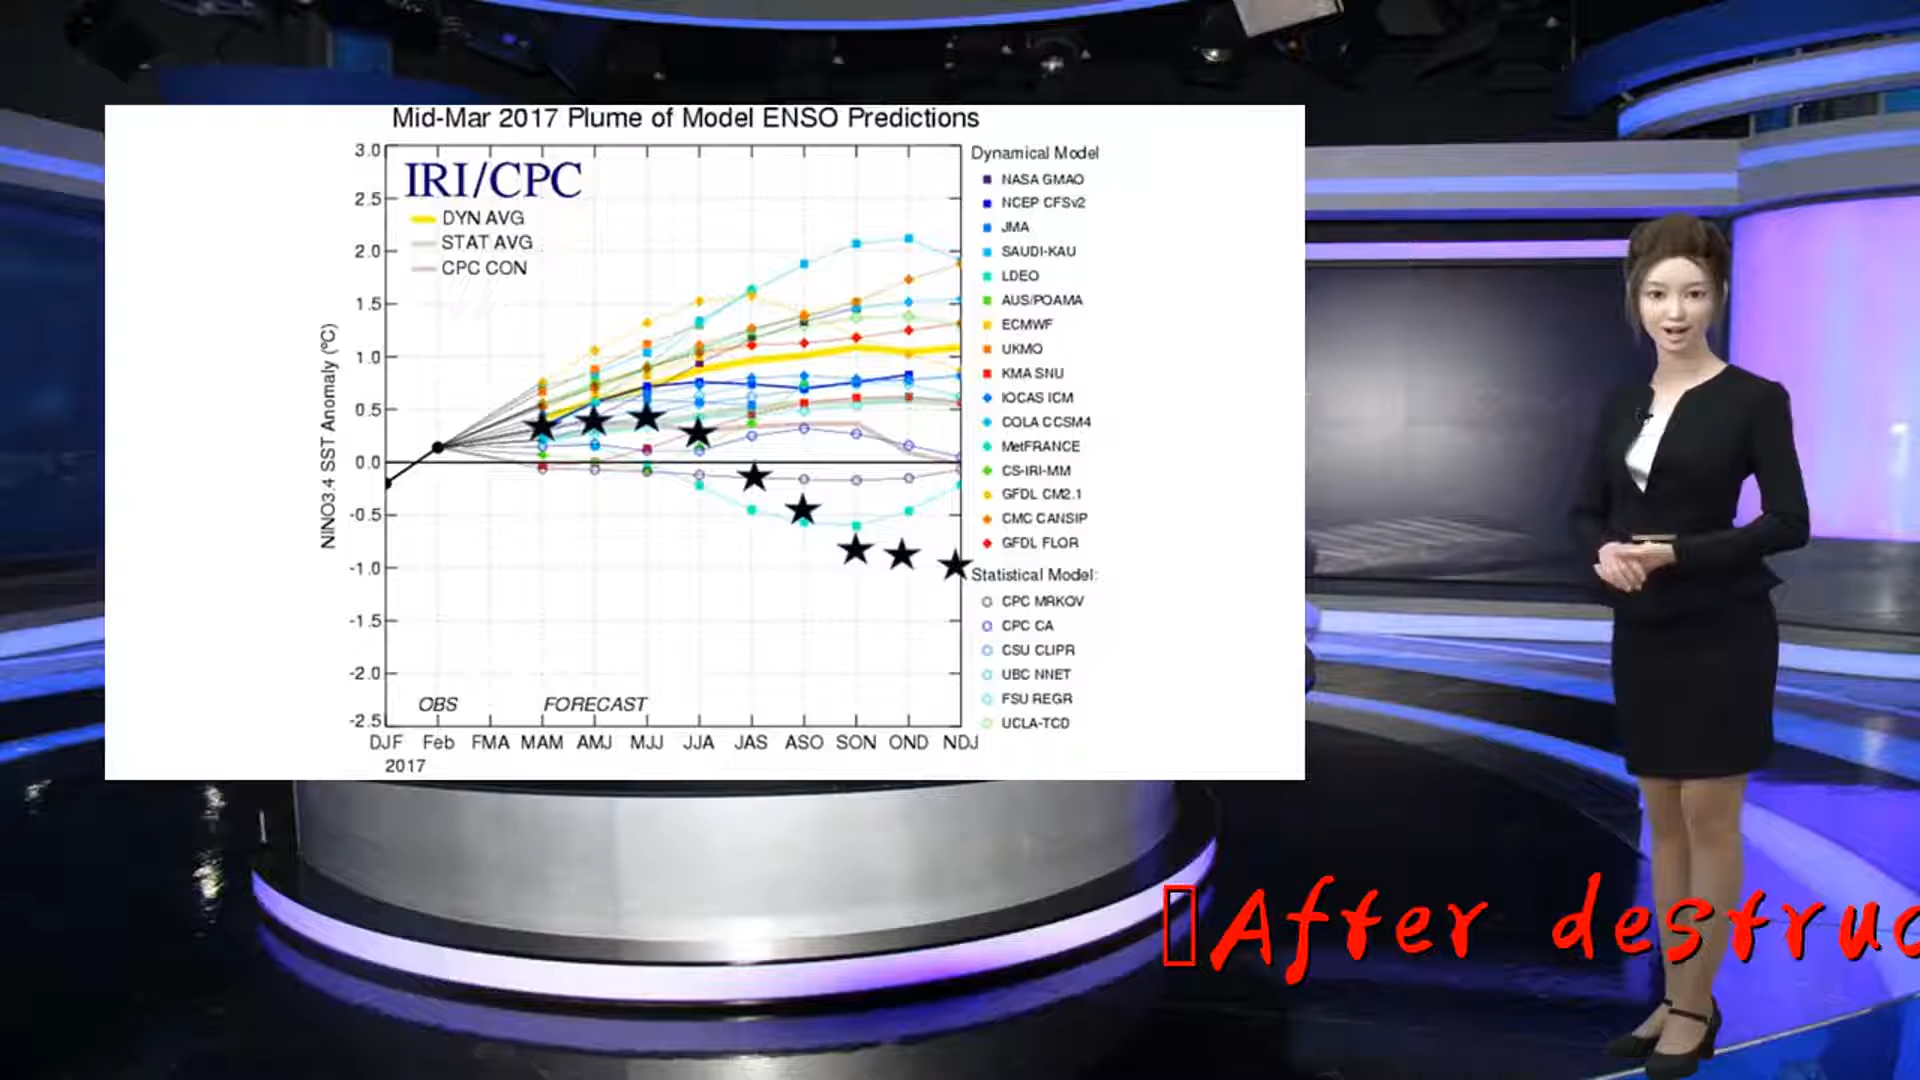 Mid-Mar 2017 Plume of Model ENSO Predictions
IRI/CPC
DYN AVG
STAT AVG
CPC CON
NINO3.4 SST Anomaly (ºC)
3.0
2.5
2.0
1.5
1.0
0.5
0.0
-0.5
-1.0
-1.5
-2.0
-2.5
OBS FORECAST
DJF Feb FMA MAM AMJ MJJ JJA JAS ASO SON OND NDJ
2017
Dynamical Model
NASA GMAO
NCEP CFSv2
JMA
SAUDI-KAU
LDEO
AUS/POAMA
ECMWF
UKMO
KMA SNU
IOCAS ICM
COLA CCSM4
MetFRANCE
CS-IRI-MM
GFDL CM2.1
CMC CANSIP
GFDL FLOR
Statistical Model:
CPC MRKOV
CPC CA
CSU CLIPR
UBC NNET
FSU REGR
UCLA-TCD
After destruc